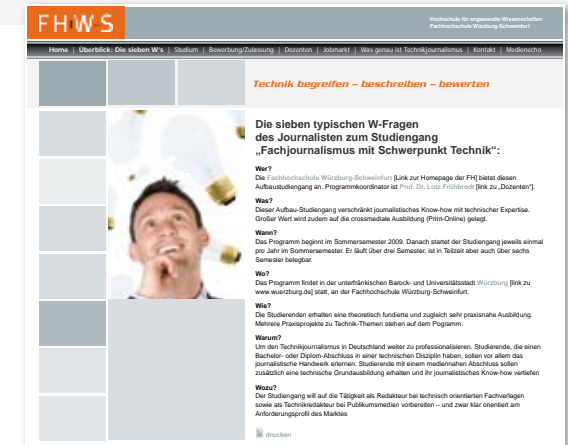 FHWS
Hochschule für angewandte Wissenschaften
Fachhochschule Würzburg-Schweinfurt
Home | Überblick: Die sieben W's | Studium | Bewerbung/Zulassung | Dozenten | Jobmarkt | Was genau ist Technikjournalismus | Kontakt | Medienecho
Technik begreifen – beschreiben – bewerten
Die sieben typischen W-Fragen
des Journalisten zum Studiengang
„Fachjournalismus mit Schwerpunkt Technik“:
Wer?
Die Fachhochschule Würzburg-Schweinfurt [Link zur Homepage der FH] bietet diesen
Aufbaustudiengang an. Programmkoordinator ist Prof. Dr. Lutz Frühbrodt [link zu „Dozenten“].
Was?
Dieser Aufbau-Studiengang verschränkt journalistisches Know-how mit technischer Expertise.
Großer Wert wird zudem auf die crossmediale Ausbildung (Print-Online) gelegt.
Wann?
Das Programm beginnt im Sommersemester 2009. Danach startet der Studiengang jeweils einmal
pro Jahr im Sommersemester. Er läuft über drei Semester, ist in Teilzeit aber auch über sechs
Semester belegbar.
Wo?
Das Programm findet in der unterfränkischen Barock- und Universitätsstadt Würzburg [link zu
www.wuerzburg.de] statt, an der Fachhochschule Würzburg-Schweinfurt.
Wie?
Die Studierenden erhalten eine theoretisch fundierte und zugleich sehr praxisnahe Ausbildung.
Mehrere Praxisprojekte zu Technik-Themen stehen auf dem Pogramm.
Warum?
Um den Technikjournalismus in Deutschland weiter zu professionalisieren. Studierende, die einen
Bachelor- oder Diplom-Abschluss in einer technischen Disziplin haben, sollen vor allem das
journalistische Handwerk erlernen. Studierende mit einem mediennahen Abschluss sollen
zusätzlich eine technische Grundausbildung erhalten und ihr journalistisches Know-how vertiefen
Wozu?
Der Studiengang will auf die Tätigkeit als Redakteur bei technisch orientierten Fachverlagen
sowie als Technikredakteur bei Publikumsmedien vorbereiten – und zwar klar orientiert am
Anforderungsprofil des Marktes
drucken